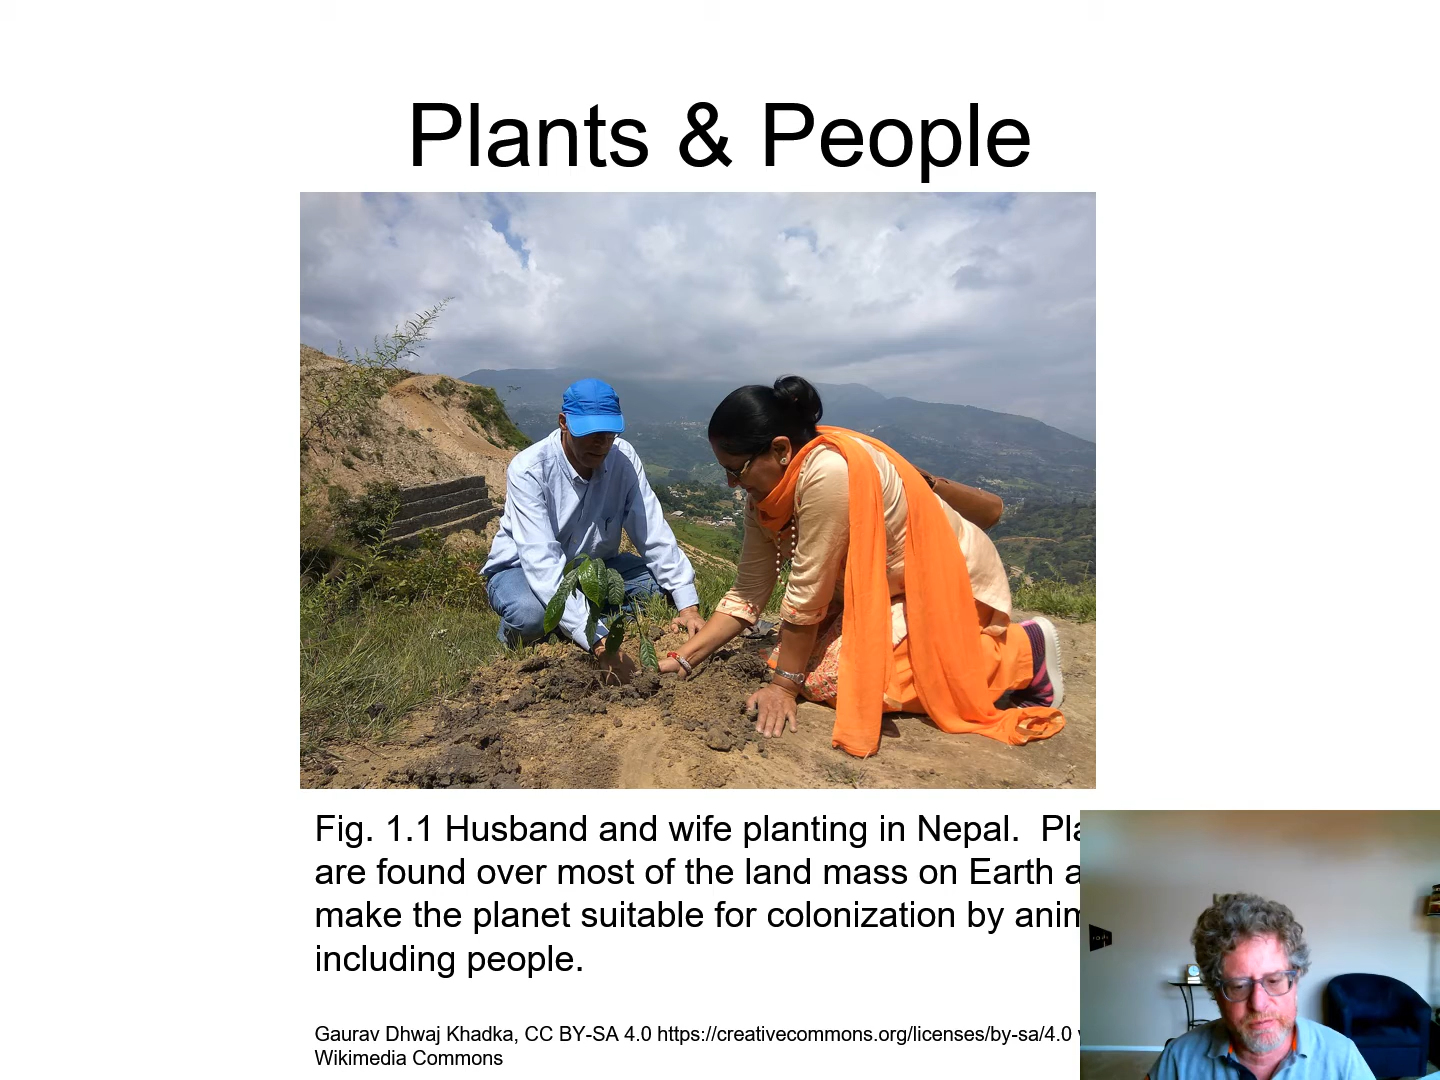 Plants & People
Fig. 1.1 Husband and wife planting in Nepal. 
are found over most of the land mass on Earth
make the planet suitable for colonization by
including people.
Gaurav Dhwaj Khadka, CC BY-SA 4.0 https://creativecommons.org/licenses/by-sa/4.0
Wikimedia Commons